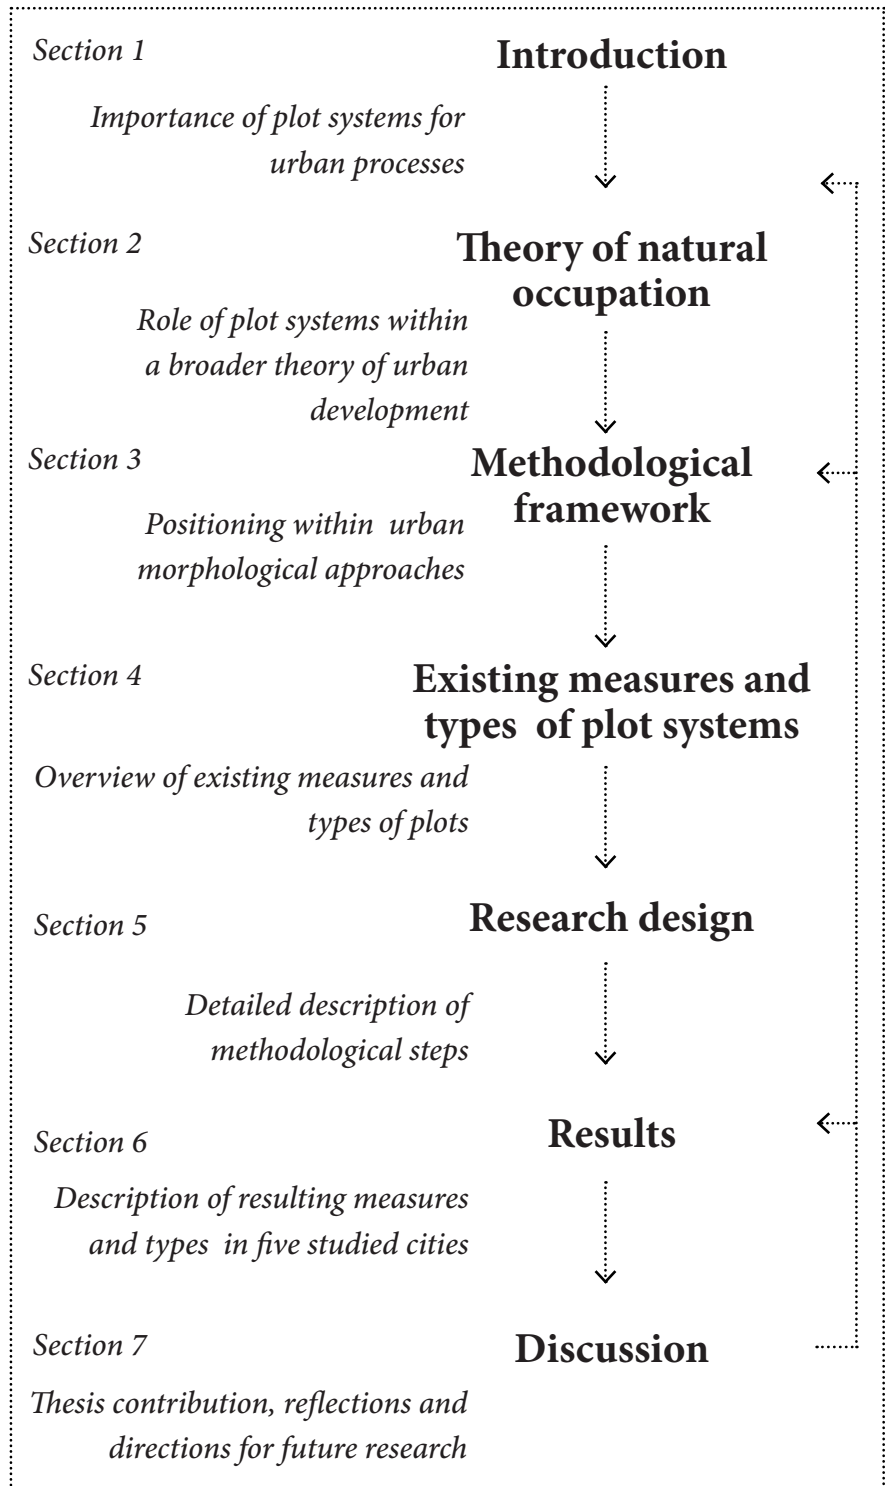 Section 1
Introduction
Importance of plot systems for
urban processes
Section 2
Theory of natural
occupation
Role of plot systems within
a broader theory of urban
development
Section 3
Methodological
framework
Positioning within  urban
morphological approaches
Section 4
Existing measures and
types  of plot systems
Overview of existing measures and
types of plots
Section 5
Research design
Detailed description of
methodological steps
Section 6
Results
Description of resulting measures
and types  in five studied cities
Section 7
Discussion
Thesis contribution, reflections and
directions for future research